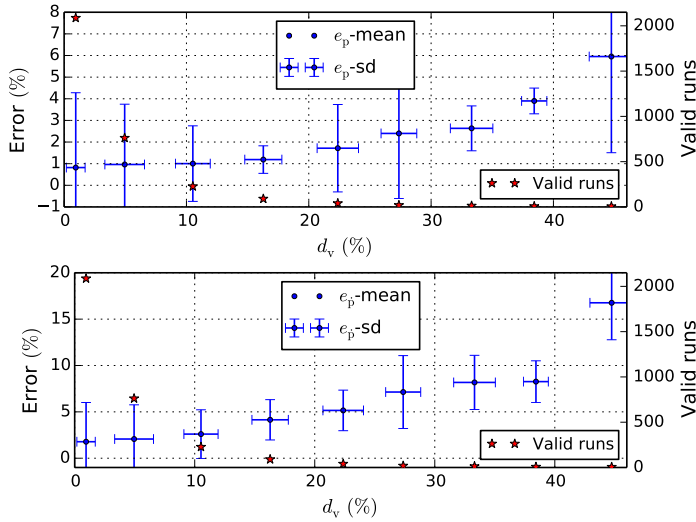 8
7
6
5
4
3
2
1
0
−1
Error (%)
0 10 20 30 40
d_v (%)
2000
1500
1000
500
0
Valid runs
e_p-mean
e_p-sd
Valid runs
20
15
10
5
0
Error (%)
0 10 20 30 40
d_v (%)
2000
1500
1000
500
0
Valid runs
e_ṗ-mean
e_ṗ-sd
Valid runs